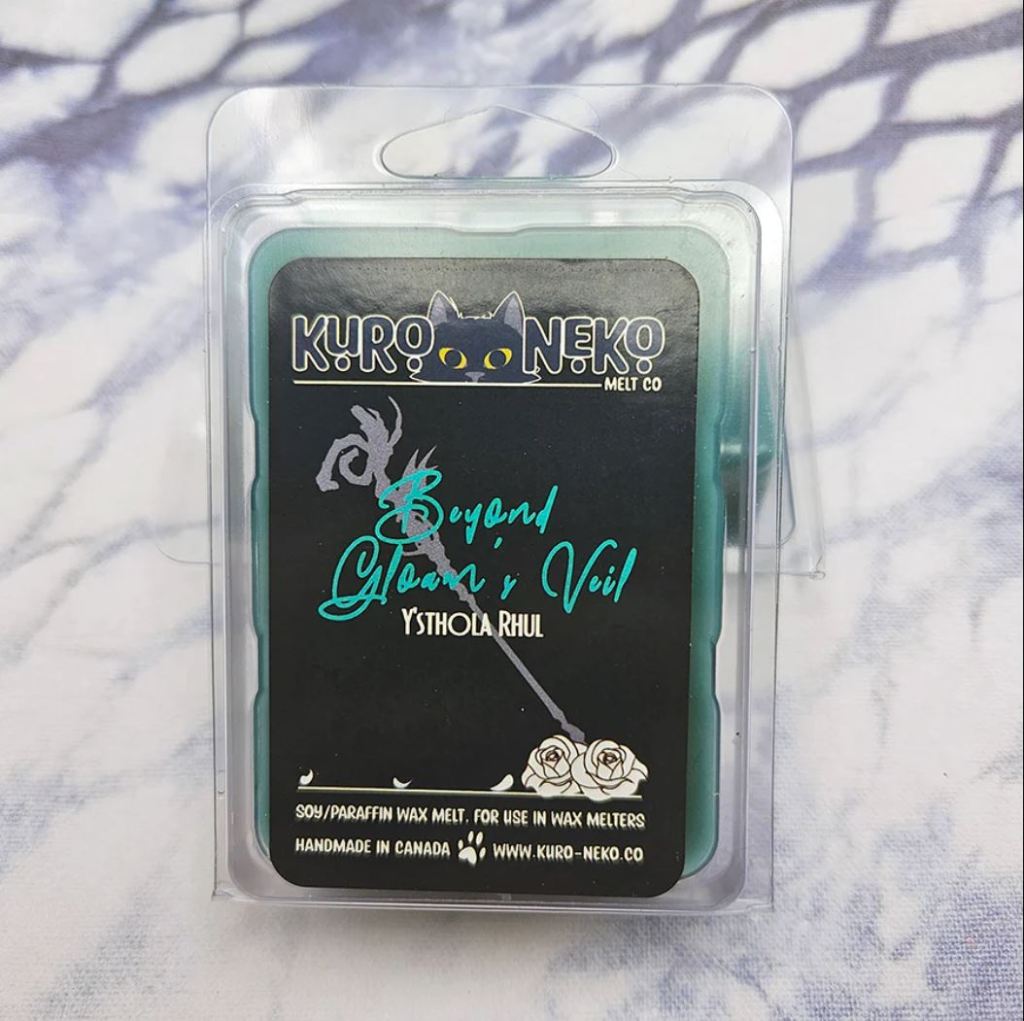 KURO NEKO
MELT CO
Beyond
Gloam's Veil
Y'STHOLA RHUL
SOY/PARAFFIN WAX MELT. FOR USE IN WAX MELTERS
HANDMADE IN CANADA WWW.KURO-NEKO.CO